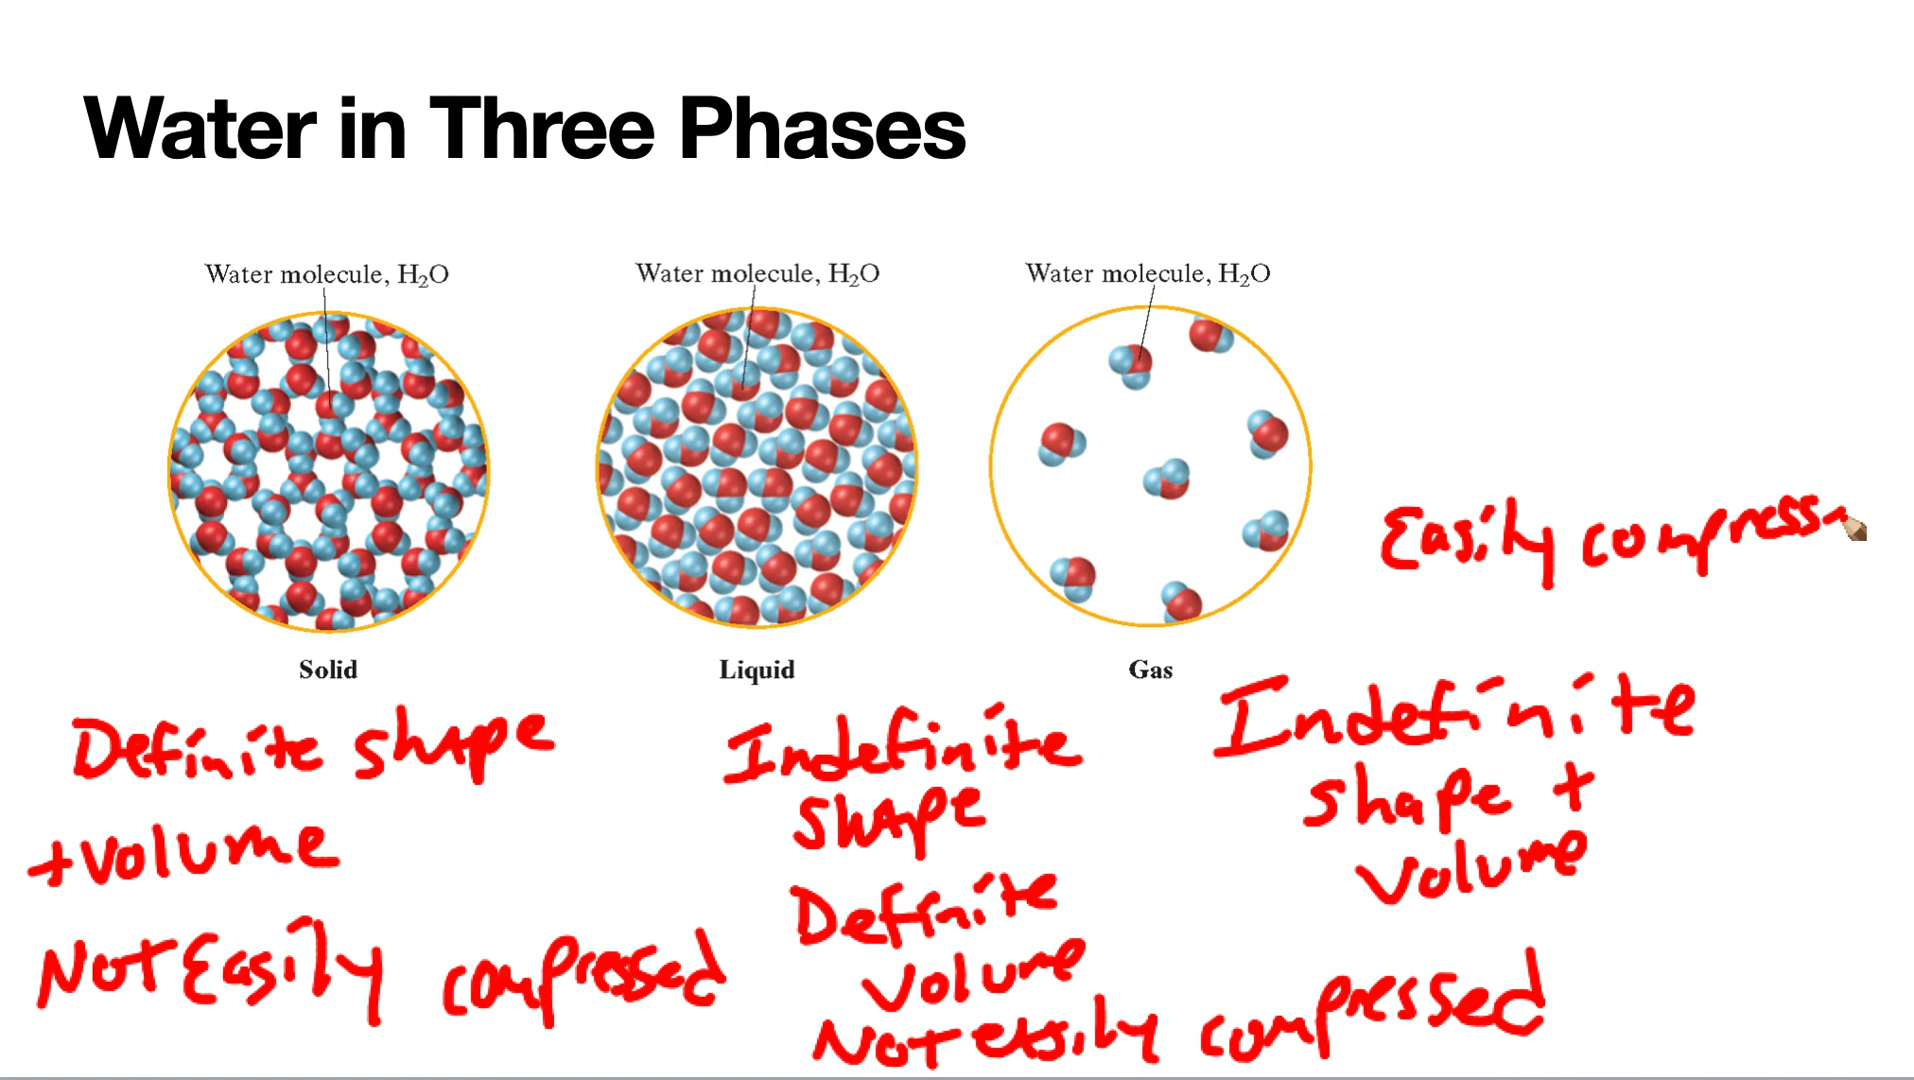 Water in Three Phases
Water molecule, H₂O
Water molecule, H₂O
Water molecule, H₂O
Easily compress
Solid
Liquid
Gas
Definite shape
+ volume
Not Easily compressed
Indefinite
shape
Definite
volume
Not easily compressed
Indefinite
shape +
volume